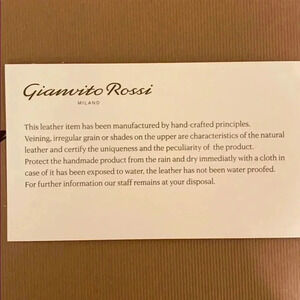 Gianvito Rossi
MILANO
This leather item has been manufactured by hand-crafted principles.
Veining, irregular grain or shades on the upper are characteristics of the natural
leather and certify the uniqueness and the peculiarity of the product.
Protect the handmade product from the rain and dry immediatly with a cloth in
case of it has been exposed to water, the leather has not been water proofed.
For further information our staff remains at your disposal.